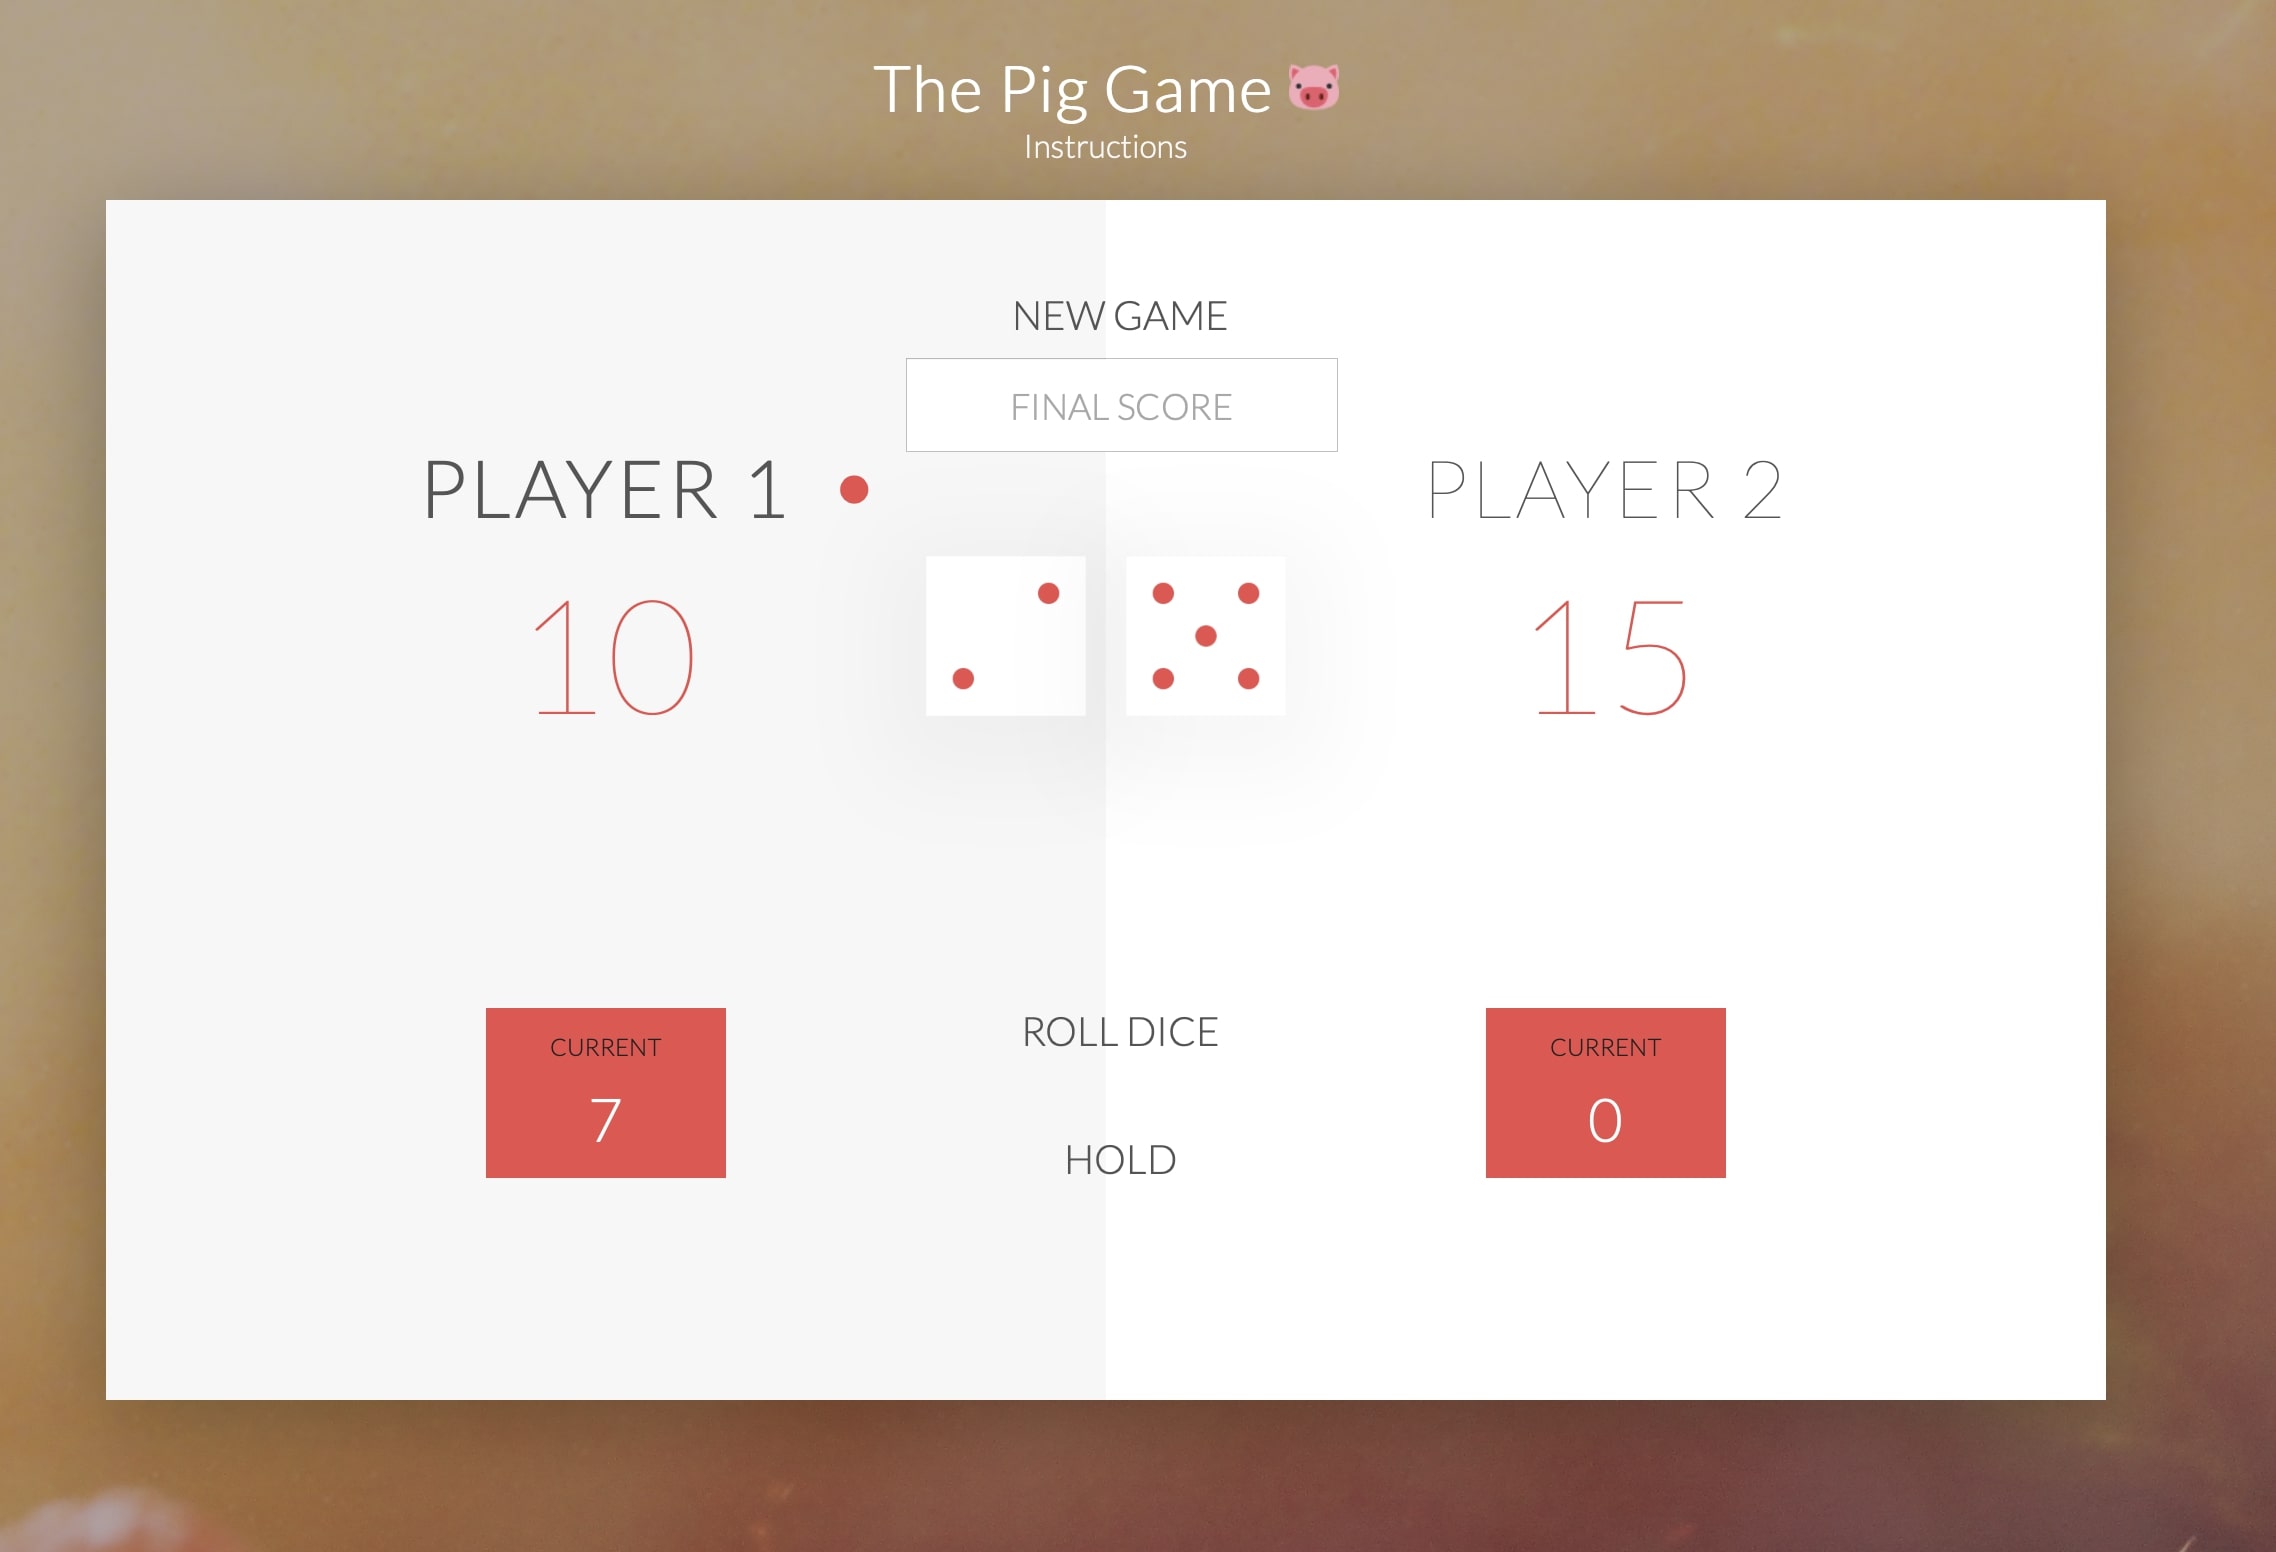 The Pig Game 🐷
Instructions
NEW GAME
FINAL SCORE
PLAYER 1
10
PLAYER 2
15
CURRENT
7
ROLL DICE
HOLD
CURRENT
0